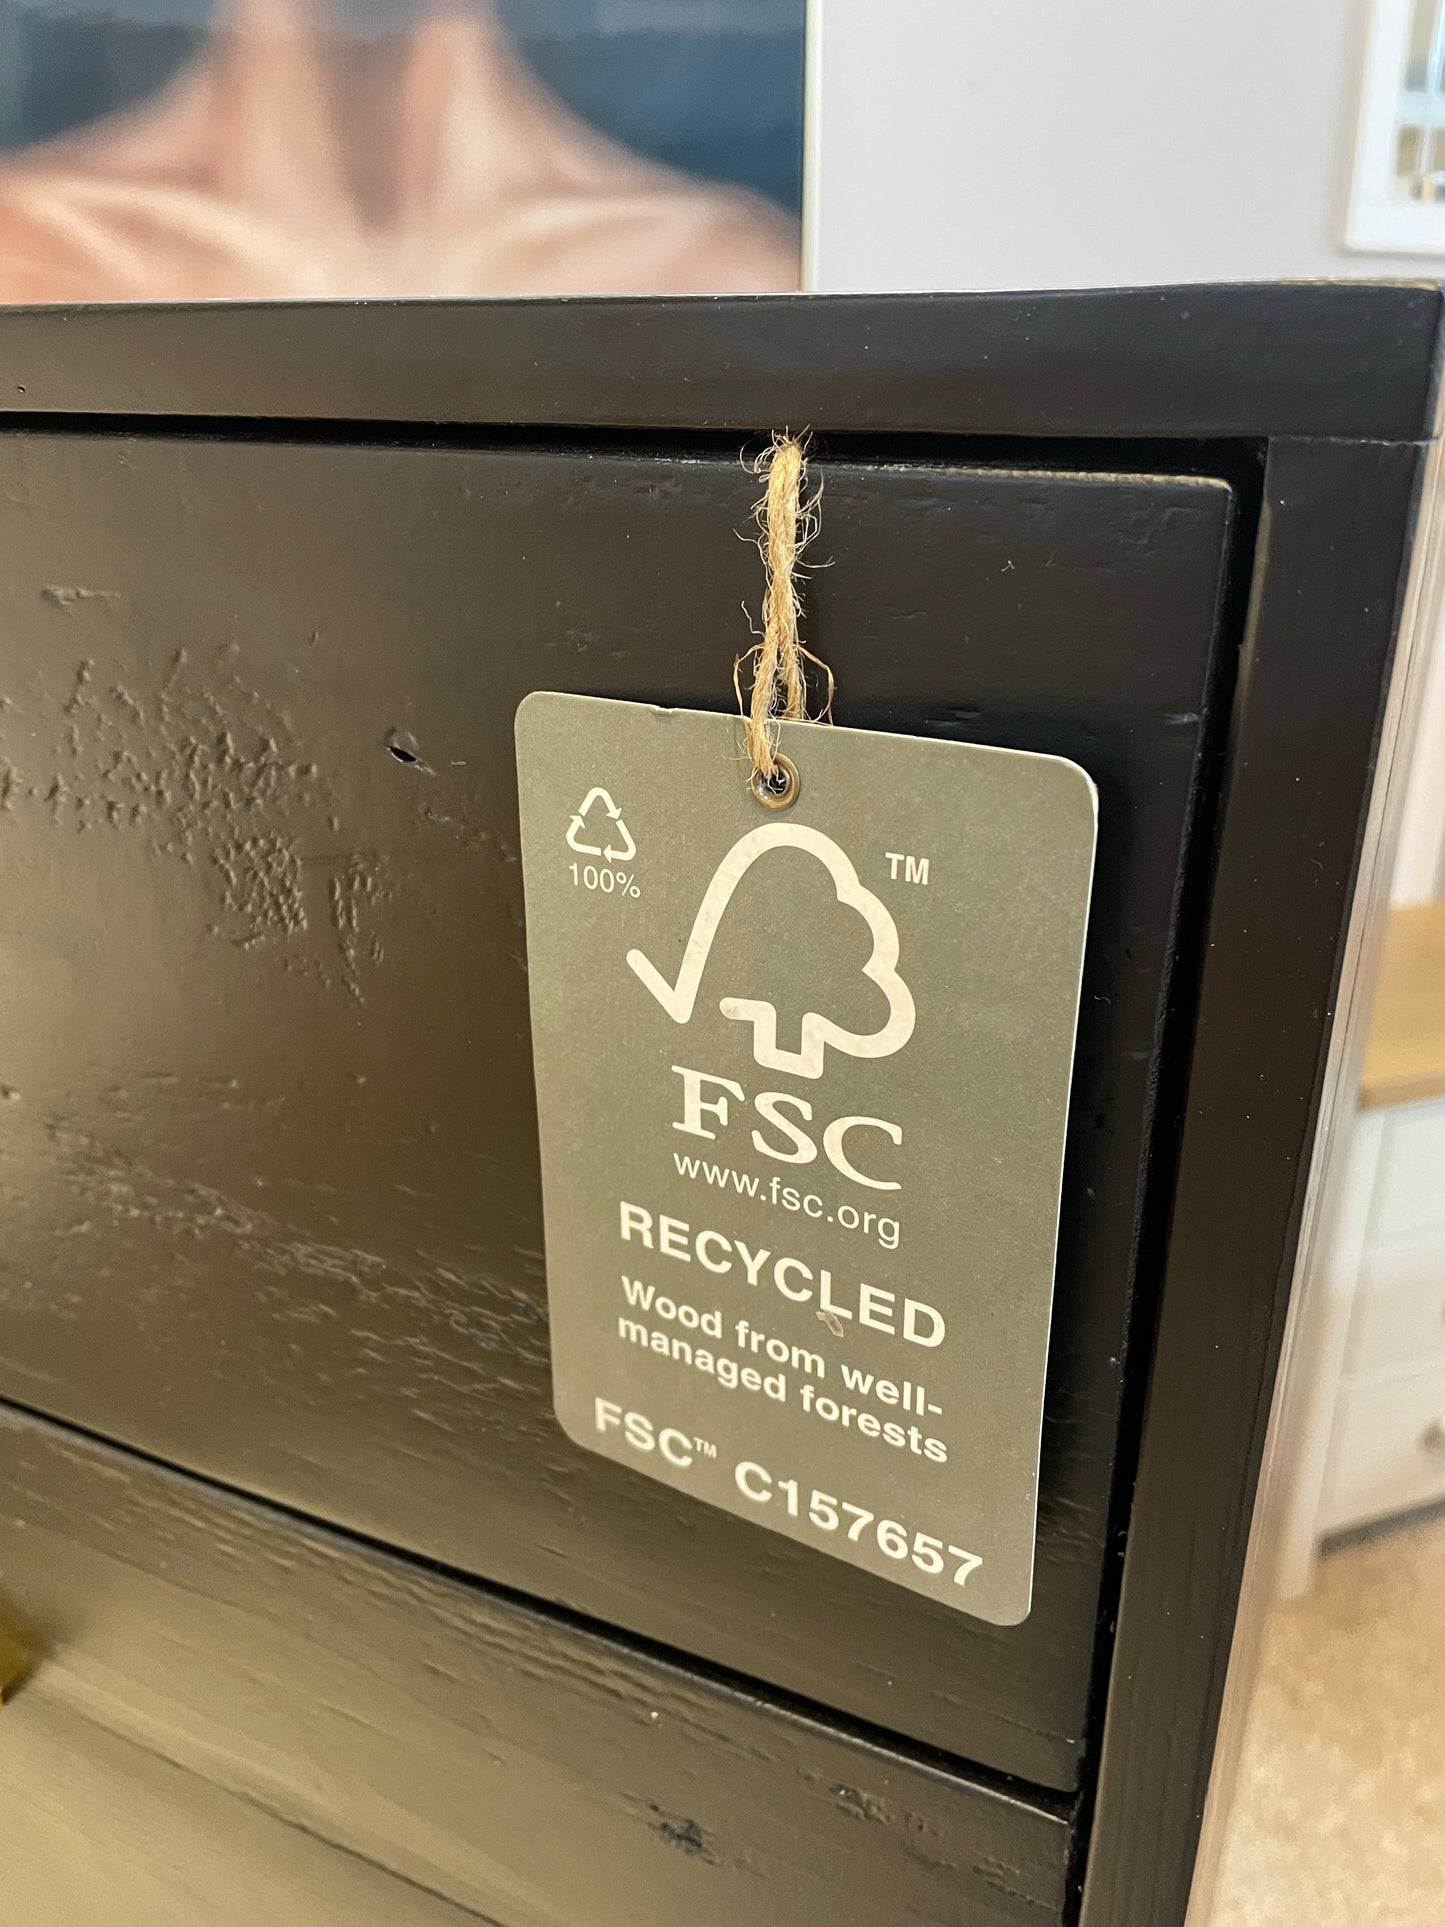 100%
TM
FSC
www.fsc.org
RECYCLED
Wood from well-
managed forests
FSC™ C157657